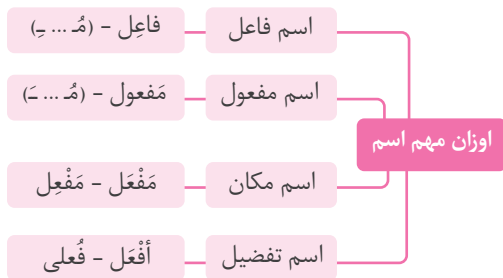 اوزان مهم اسم
اسم فاعل
فاعِل - (مُـ ... ـِ)
اسم مفعول
مَفعول - (مُـ ... ـَ)
اسم مکان
مَفْعَل - مَفْعِل
اسم تفضیل
أفْعَل - فُعلی